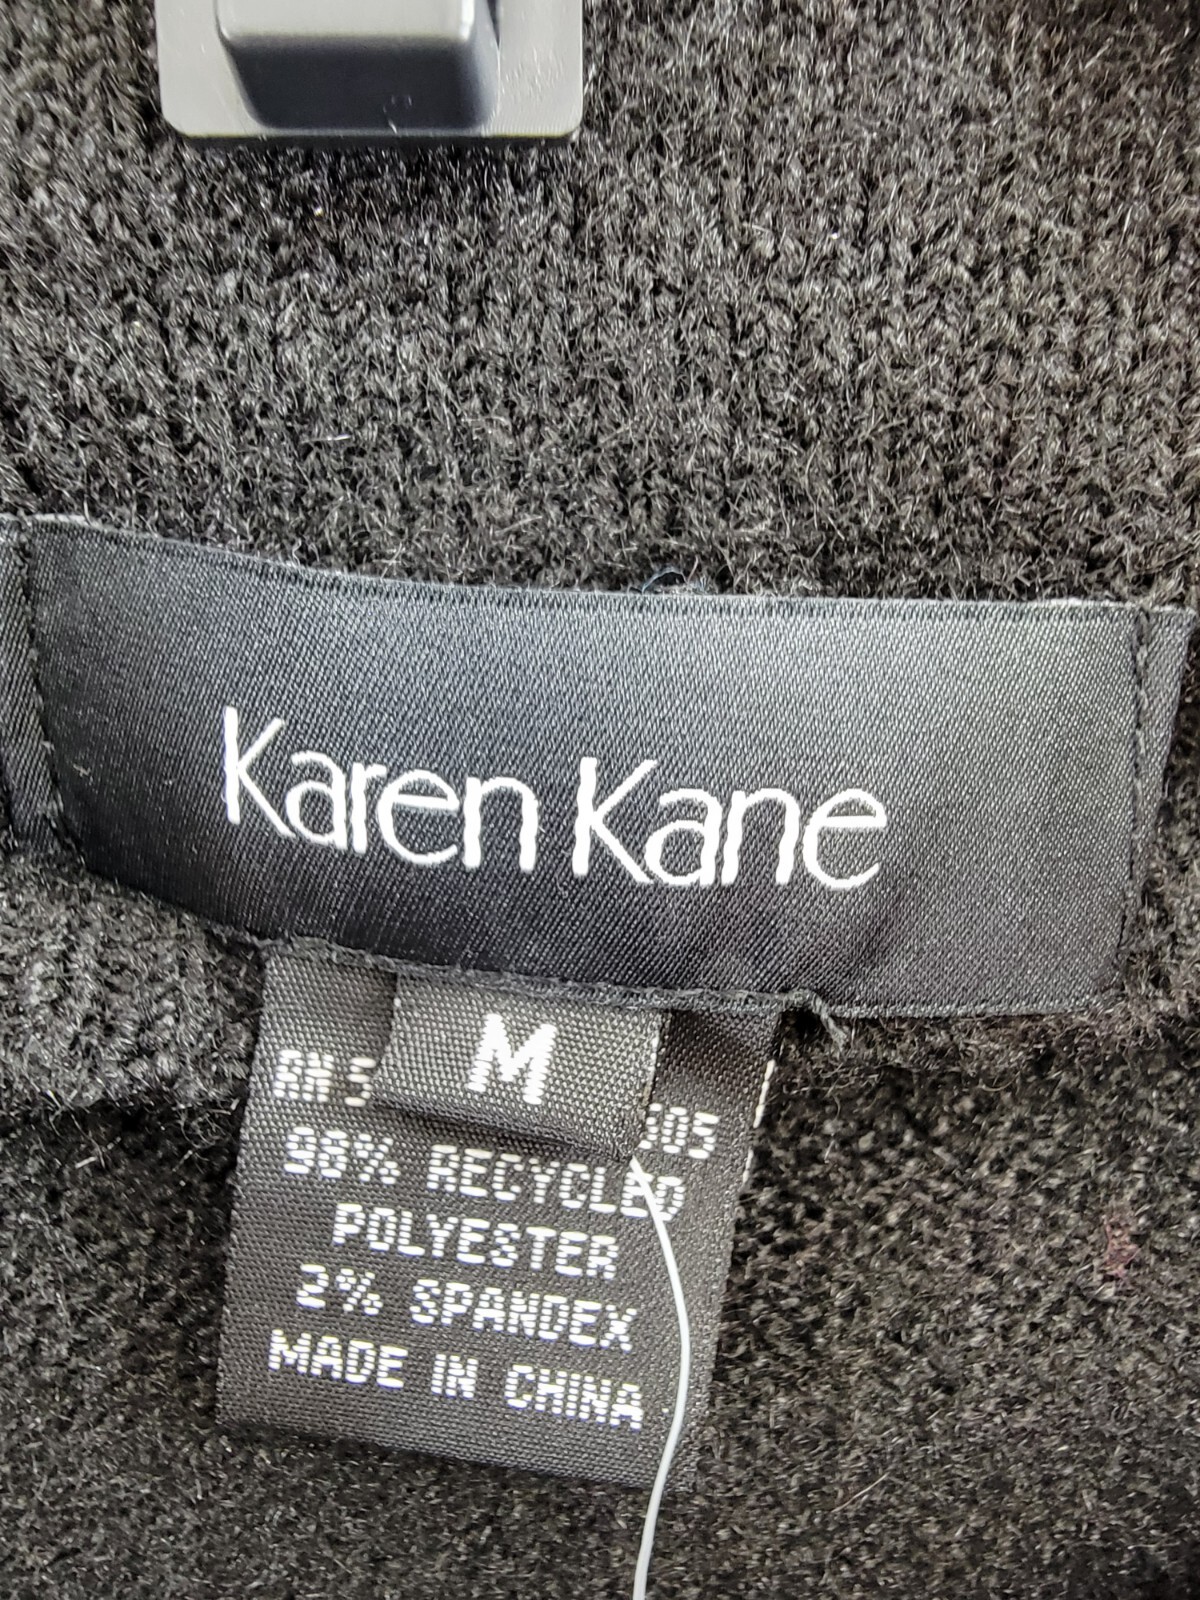 Karen Kane
M
98% RECYCLED
POLYESTER
2% SPANDEX
MADE IN CHINA